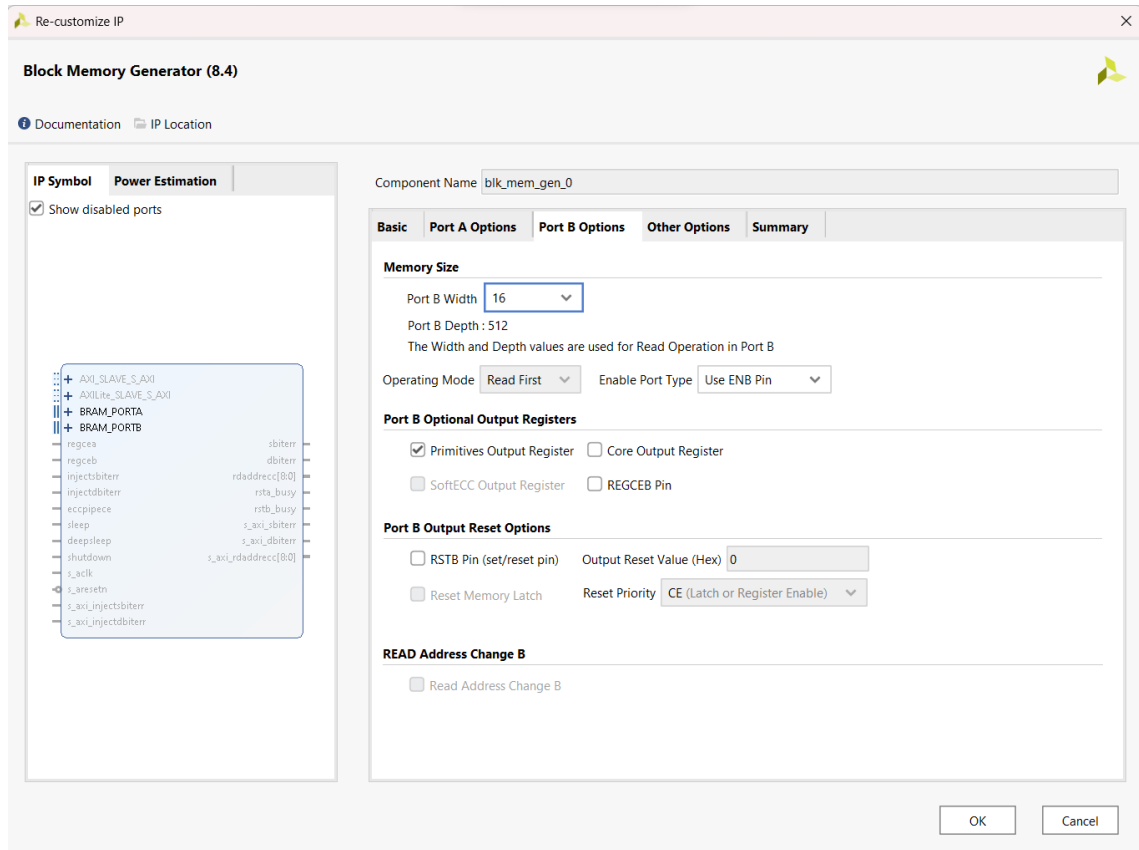 Re-customize IP
Block Memory Generator (8.4)
Documentation IP Location
IP Symbol Power Estimation
Show disabled ports
AXI_SLAVE_S_AXI
AXILite_SLAVE_S_AXI
BRAM_PORTA
BRAM_PORTB
regcea sbiterr
regceb dbiterr
injectsbiterr rdaddrecc[8:0]
injectdbiterr rsta_busy
eccpipece rstb_busy
sleep s_axi_sbiterr
deepsleep s_axi_dbiterr
shutdown s_axi_rdaddrecc[8:0]
s_aclk
s_aresetn
s_axi_injectsbiterr
s_axi_injectdbiterr
Component Name blk_mem_gen_0
Basic Port A Options Port B Options Other Options Summary
Memory Size
Port B Width 16
Port B Depth : 512
The Width and Depth values are used for Read Operation in Port B
Operating Mode Read First Enable Port Type Use ENB Pin
Port B Optional Output Registers
Primitives Output Register Core Output Register
SoftECC Output Register REGCEB Pin
Port B Output Reset Options
RSTB Pin (set/reset pin) Output Reset Value (Hex) 0
Reset Memory Latch Reset Priority CE (Latch or Register Enable)
READ Address Change B
Read Address Change B
OK Cancel